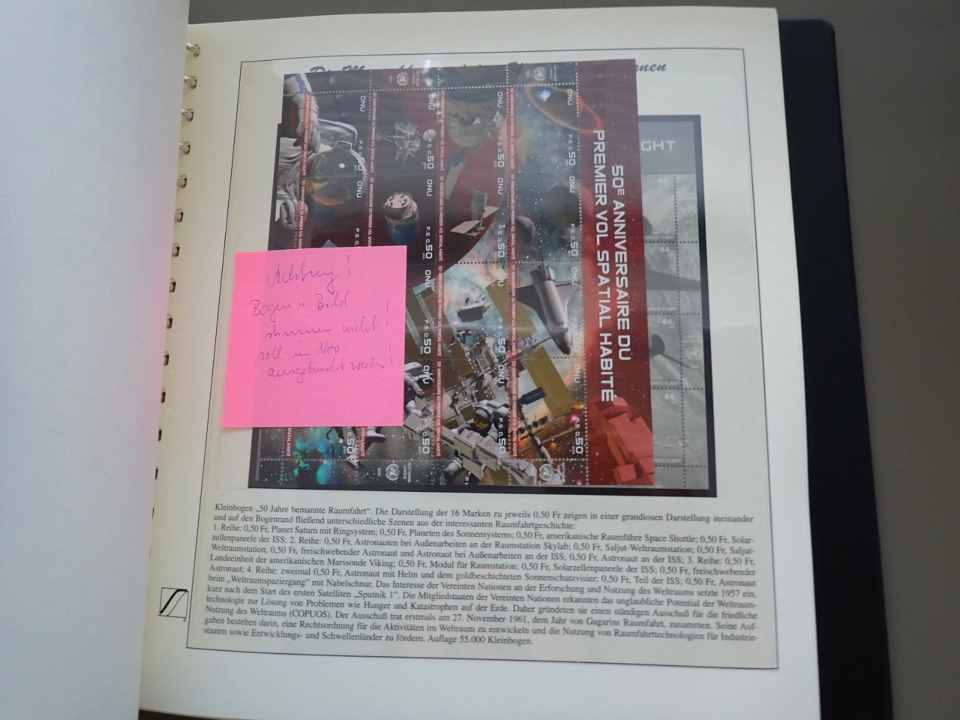 GHT
50E ANNIVERSAIRE DU
PREMIER VOL SPATIAL HABITÉ
ONU
F.S. 0,50
Achtung!
Bogen + Bild
stimmen nicht!
soll in Noo
ausgetauscht werden!
Kleinbogen „50 Jahre bemannte Raumfahrt“. Die Darstellung der 16 Marken zu jeweils 0,50 Fr zeigen in einer grandiosen Darstellung ineinander
und auf den Bogenrand fließend unterschiedliche Szenen aus der interessanten Raumfahrtgeschichte:
1. Reihe: 0,50 Fr, Planet Saturn mit Ringsystem; 0,50 Fr, Planeten des Sonnensystems; 0,50 Fr, amerikanische Raumfähre Space Shuttle; 0,50 Fr, Solar-
zellenpaneele der ISS; 2. Reihe: 0,50 Fr, Astronauten bei Außenarbeiten an der Raumstation Skylab; 0,50 Fr, Saljut-Weltraumstation; 0,50 Fr, Saljut-
Weltraumstation; 0,50 Fr, freischwebender Astronaut und Astronaut bei Außenarbeiten an der ISS; 0,50 Fr, Astronaut an der ISS; 3. Reihe: 0,50 Fr,
Landeeinheit der amerikanischen Marssonde Viking; 0,50 Fr, Modul für Raumstation; 0,50 Fr, Solarzellenpaneele der ISS; 0,50 Fr, freischwebender
Astronaut; 4. Reihe: zweimal 0,50 Fr, Astronaut mit Helm und dem goldbeschichteten Sonnenschutzvisier; 0,50 Fr, Teil der ISS; 0,50 Fr, Astronaut
beim „Weltraumspaziergang“ mit Nabelschnur. Das Interesse der Vereinten Nationen an der Erforschung und Nutzung des Weltraums setzte 1957 ein,
kurz nach dem Start des ersten Satelliten „Sputnik 1“. Die Mitgliedstaaten der Vereinten Nationen erkannten das unglaubliche Potential der Weltraum-
technologie zur Lösung von Problemen wie Hunger und Katastrophen auf der Erde. Daher gründeten sie einen ständigen Ausschuß für die friedliche
Nutzung des Weltraums (COPUOS). Der Ausschuß trat erstmals am 27. November 1961, dem Jahr von Gagarins Raumfahrt, zusammen. Seine Auf-
gaben bestehen darin, eine Rechtsordnung für die Aktivitäten im Weltraum zu entwickeln und die Nutzung von Raumfahrttechnologien für Industrie-
staaten sowie Entwicklungs- und Schwellenländer zu fördern. Auflage 55.000 Kleinbogen.